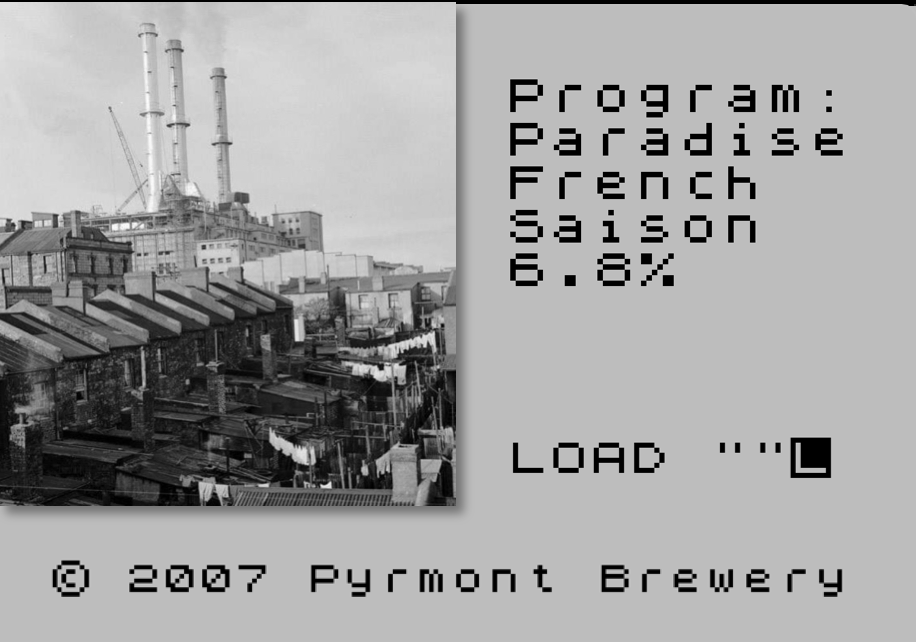 Program:
Paradise
French
Saison
6.8%
LOAD ""L
© 2007 Pyrmont Brewery